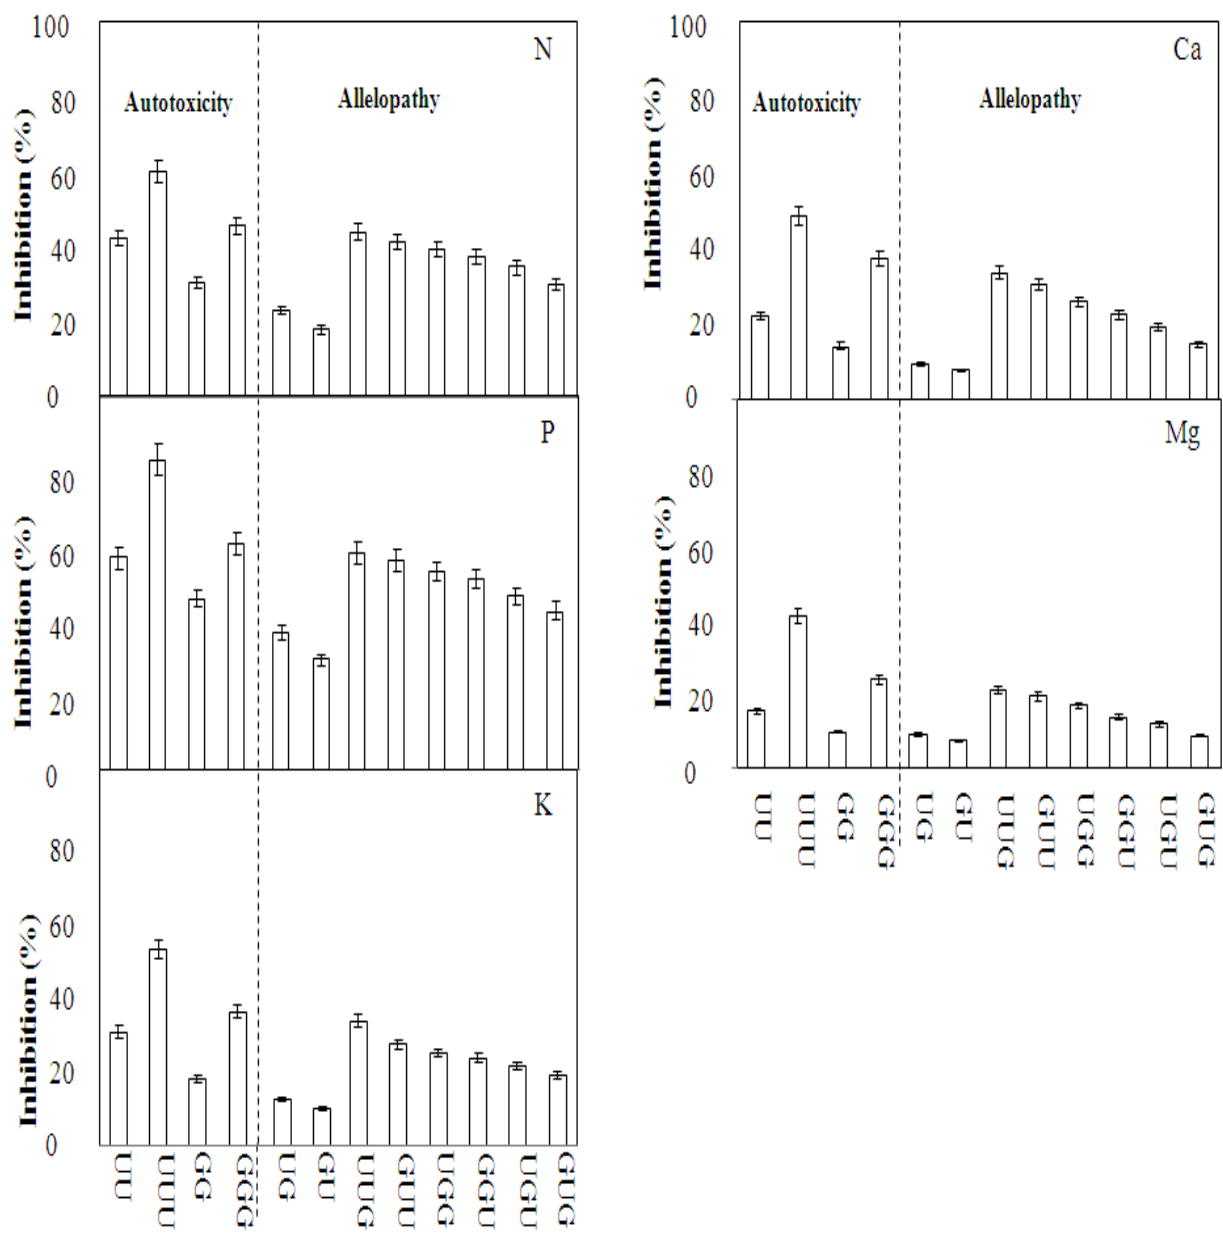 100
N
80
Autotoxicity
Allelopathy
60
40
20
0
Inhibition (%)
P
80
60
40
20
0
Inhibition (%)
K
80
60
40
20
0
Inhibition (%)
UU
UUU
GG
GGG
UG
GU
UUG
GUU
UGG
GGU
UGU
GUG
100
Ca
80
Autotoxicity
Allelopathy
60
40
20
0
Inhibition (%)
Mg
80
60
40
20
0
Inhibition (%)
UU
UUU
GG
GGG
UG
GU
UUG
GUU
UGG
GGU
UGU
GUG